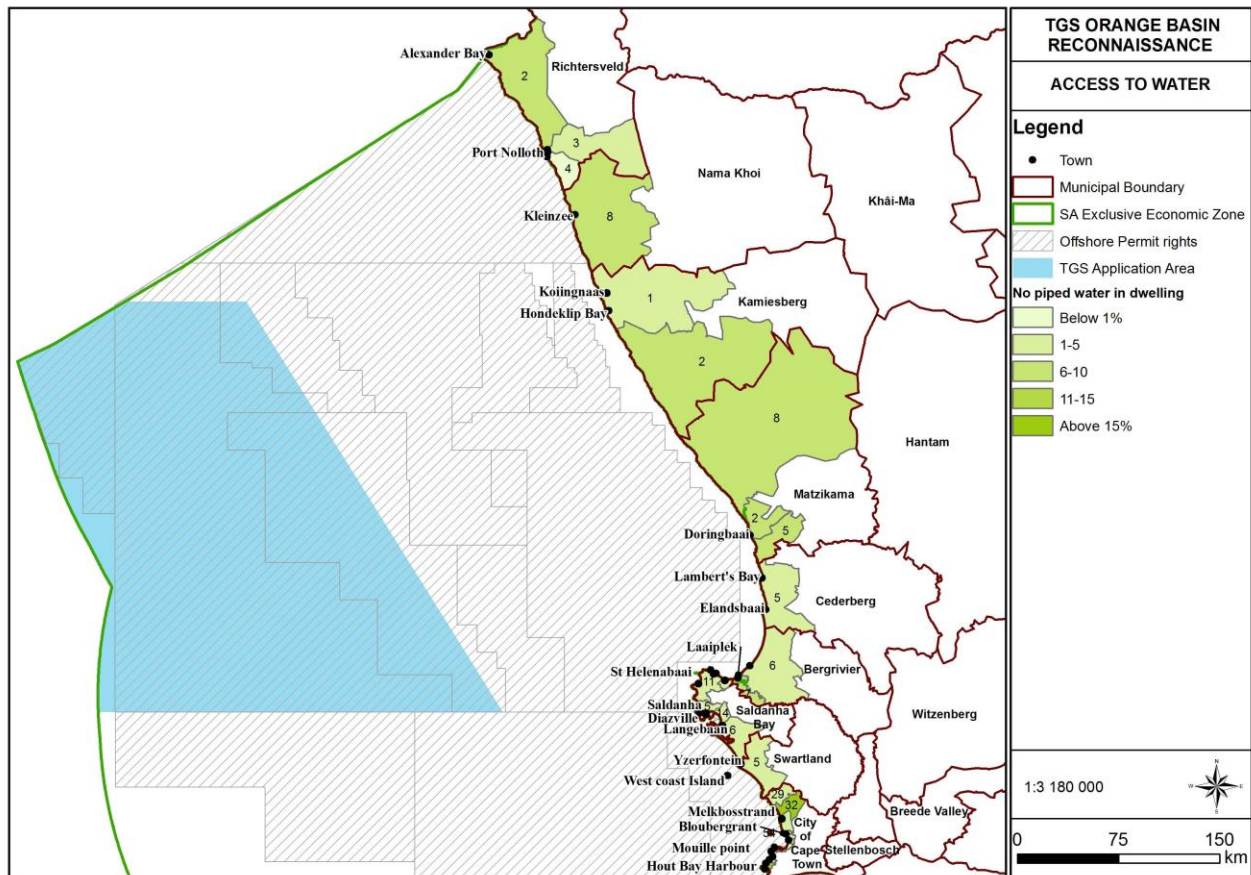 TGS ORANGE BASIN
RECONNAISSANCE
ACCESS TO WATER
Legend
Town
Municipal Boundary
SA Exclusive Economic Zone
Offshore Permit rights
TGS Application Area
No piped water in dwelling
Below 1%
1-5
6-10
11-15
Above 15%
1:3 180 000
N
W
E
S
0
75
150
km
Alexander Bay
2
Richtersveld
3
Port Nolloth
4
Nama Khoi
Khâi-Ma
Kleinzee
8
Koiingnaas
1
Kamiesberg
Hondeklip Bay
2
8
Hantam
Matzikama
2
5
Doringbaai
Lambert's Bay
5
Cederberg
Elandsbaai
Laaiplek
6
Bergrivier
St Helenabaai
11
Witzenberg
Saldanha
5
14
Saldanha
Bay
Diazville
Langebaan
6
Swartland
Yzerfontein
5
West coast Island
29
32
Melkbosstrand
Breede Valley
Bloubergrant
City
of
Cape
Town
Stellenbosch
Mouille point
Hout Bay Harbour